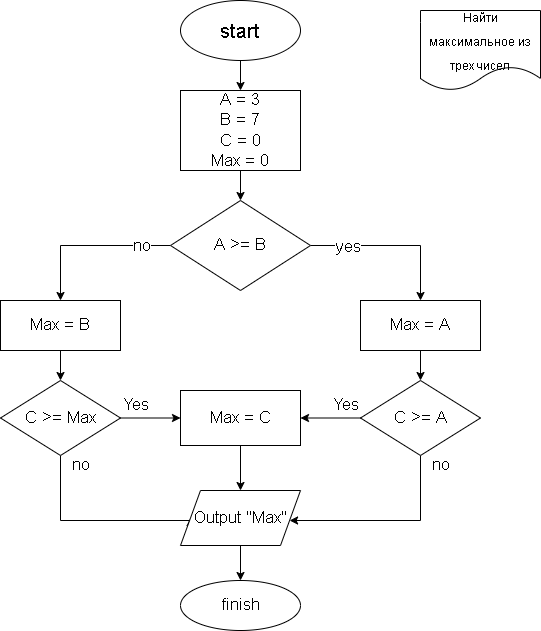 start
Найти
максимальное из
трех чисел
A = 3
B = 7
C = 0
Max = 0
no
A >= B
yes
Max = B
Max = A
C >= Max
Yes
Max = C
Yes
C >= A
no
no
Output "Max"
finish